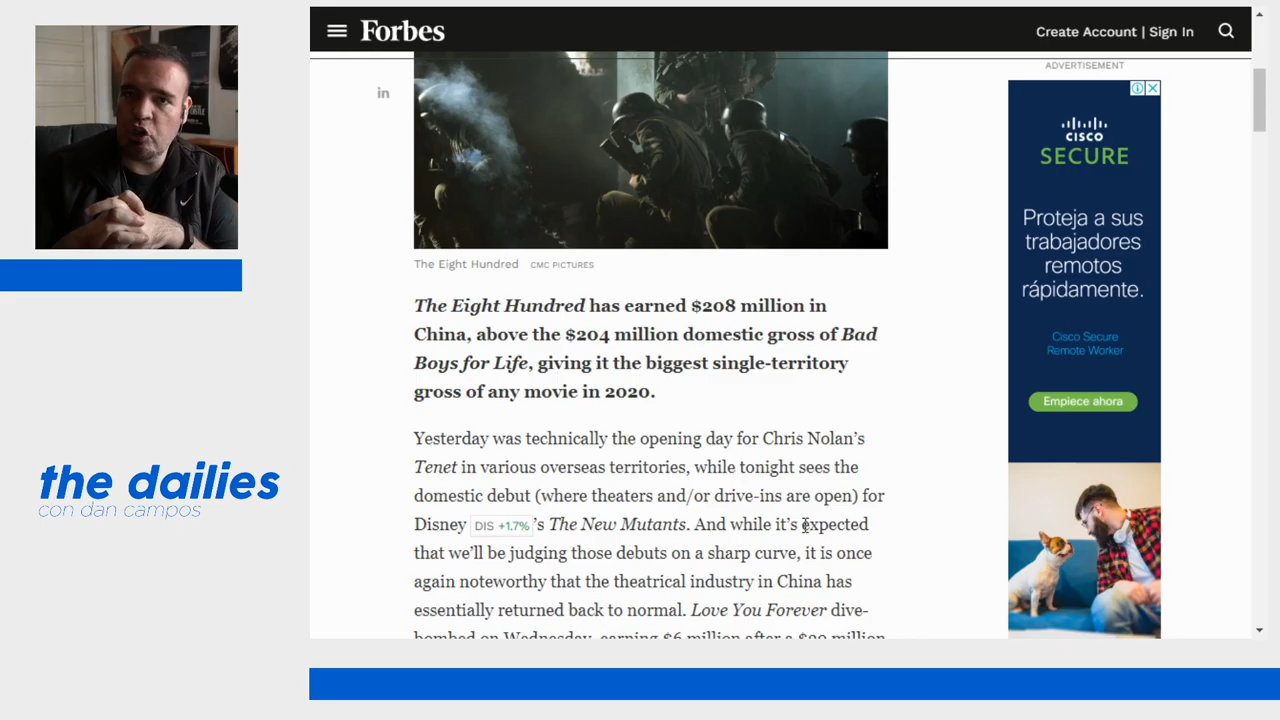 Forbes
Create Account | Sign In
ADVERTISEMENT
in
CISCO
SECURE
Proteja a sus
trabajadores
remotos
rápidamente.
Cisco Secure
Remote Worker
Empiece ahora
The Eight Hundred CMC PICTURES
The Eight Hundred has earned $208 million in
China, above the $204 million domestic gross of Bad
Boys for Life, giving it the biggest single-territory
gross of any movie in 2020.
Yesterday was technically the opening day for Chris Nolan's
Tenet in various overseas territories, while tonight sees the
domestic debut (where theaters and/or drive-ins are open) for
Disney DIS +1.7% 's The New Mutants. And while it's expected
that we'll be judging those debuts on a sharp curve, it is once
again noteworthy that the theatrical industry in China has
essentially returned back to normal. Love You Forever dive-
bombed on Wednesday, earning $6 million after a $39 million
the dailies
con dan campos